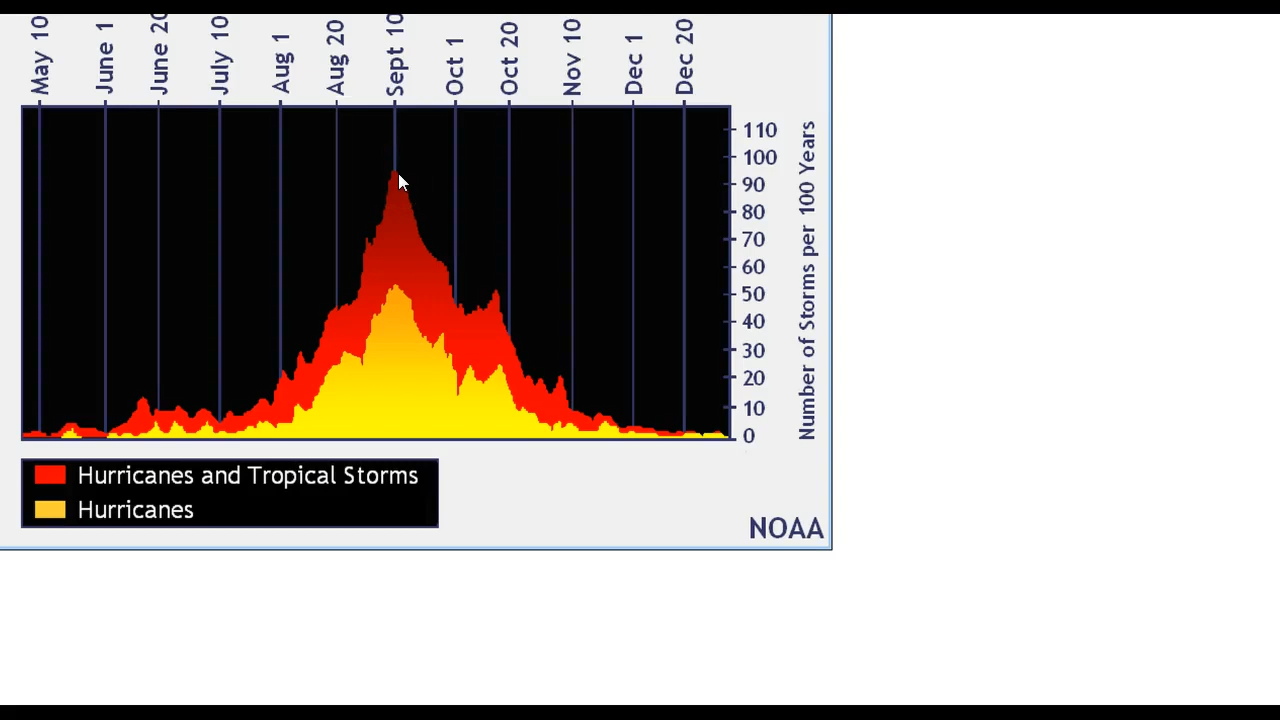 May 10
June 1
June 20
July 10
Aug 1
Aug 20
Sept 10
Oct 1
Oct 20
Nov 10
Dec 1
Dec 20
110
100
90
80
70
60
50
40
30
20
10
0
Number of Storms per 100 Years
Hurricanes and Tropical Storms
Hurricanes
NOAA